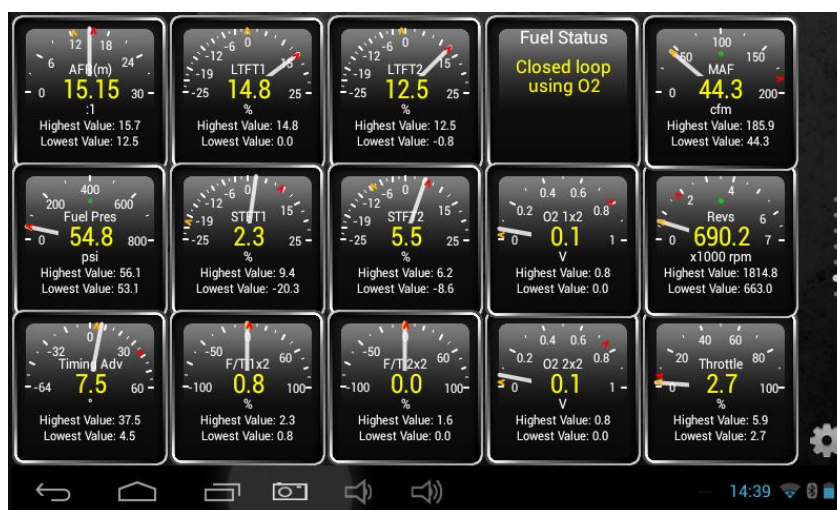 12 18
6 24
AFR(m)
0 15.15 30
:1
Highest Value: 15.7
Lowest Value: 12.5
-6 0
-12
-19 LTFT1 15
-25 14.8 25
%
Highest Value: 14.8
Lowest Value: 0.0
-6 0
-12
-19 LTFT2 15
-25 12.5 25
%
Highest Value: 12.5
Lowest Value: -0.8
Fuel Status
Closed loop
using O2
100
50 150
MAF
0 44.3 200
cfm
Highest Value: 185.9
Lowest Value: 44.3
400
200 600
Fuel Pres
0 54.8 800
psi
Highest Value: 56.1
Lowest Value: 53.1
-6 0
-12
-19 STFT1 15
-25 2.3 25
%
Highest Value: 9.4
Lowest Value: -20.3
-6 0
-12
-19 STFT2 15
-25 5.5 25
%
Highest Value: 6.2
Lowest Value: -8.6
0.4 0.6
0.2 O2 1x2 0.8
0 0.1 1
V
Highest Value: 0.8
Lowest Value: 0.0
2 4
Revs 6
0 690.2 7
x1000 rpm
Highest Value: 1814.8
Lowest Value: 663.0
0
-32 30
Timing Adv
-64 7.5 60
°
Highest Value: 37.5
Lowest Value: 4.5
0
-50 60
F/T 1x2
-100 0.8 100
%
Highest Value: 2.3
Lowest Value: 0.8
0
-50 60
F/T 2x2
-100 0.0 100
%
Highest Value: 1.6
Lowest Value: 0.0
0.4 0.6
0.2 O2 2x2 0.8
0 0.1 1
V
Highest Value: 0.8
Lowest Value: 0.0
40 60
20 80
Throttle
0 2.7 100
%
Highest Value: 5.9
Lowest Value: 2.7
14:39